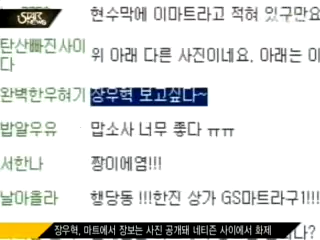 현수막에 이마트라고 적혀 있구만요
탄산빠진사이다
위 아래 다른 사진이네요, 아래는 이
완벽한우혁기
장우혁 보고싶다~
밥알우유
맙소사 너무 좋다 ㅠㅠ
서한나
짱이에염!!!
날아올라
행당동 !!!한진 상가 GS마트라구1!!!
장우혁, 마트에서 장보는 사진 공개돼 네티즌 사이에서 화제